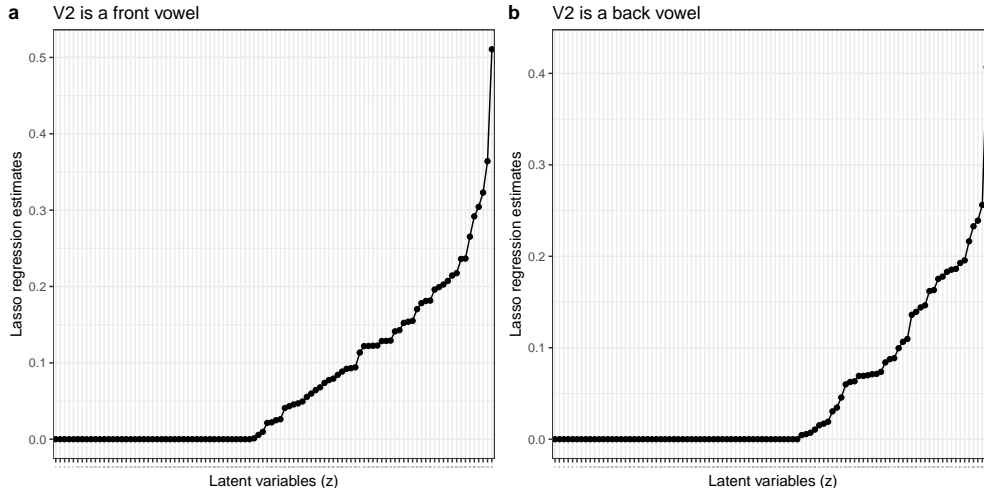 a V2 is a front vowel
0.5
0.4
0.3
0.2
0.1
0.0
Lasso regression estimates
Latent variables (z)
b V2 is a back vowel
0.4
0.3
0.2
0.1
0.0
Lasso regression estimates
Latent variables (z)